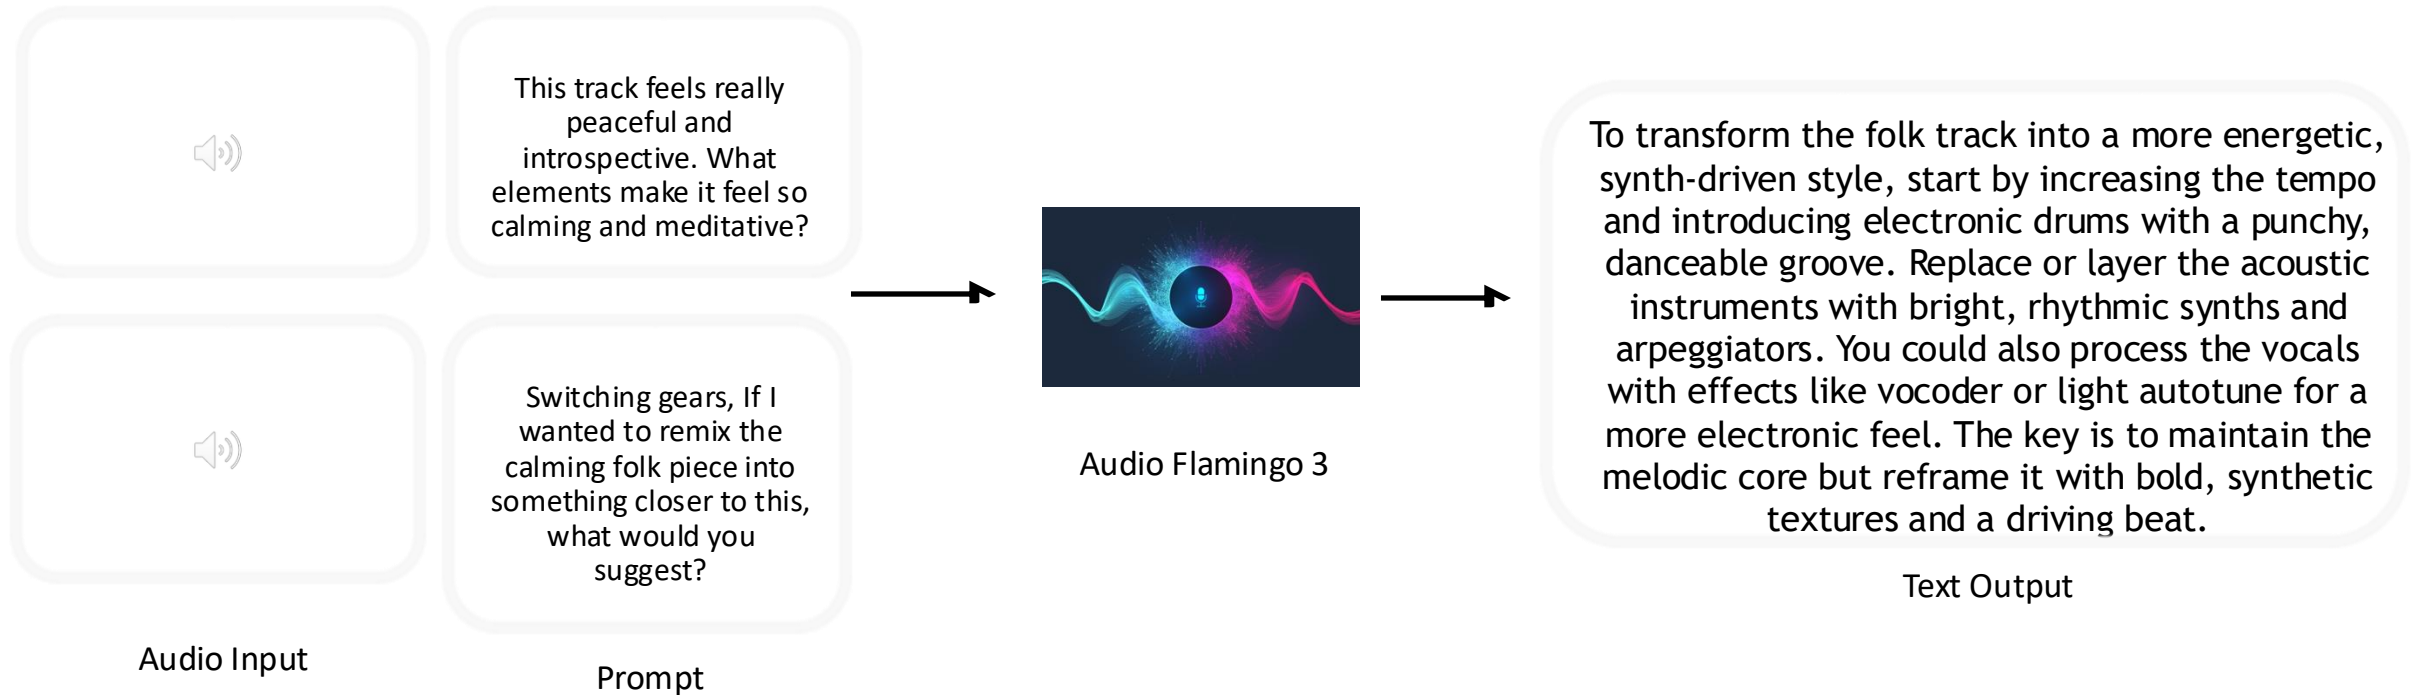 This track feels really
peaceful and
introspective. What
elements make it feel so
calming and meditative?
Switching gears, If I
wanted to remix the
calming folk piece into
something closer to this,
what would you
suggest?
Audio Input
Prompt
Audio Flamingo 3
To transform the folk track into a more energetic,
synth-driven style, start by increasing the tempo
and introducing electronic drums with a punchy,
danceable groove. Replace or layer the acoustic
instruments with bright, rhythmic synths and
arpeggiators. You could also process the vocals
with effects like vocoder or light autotune for a
more electronic feel. The key is to maintain the
melodic core but reframe it with bold, synthetic
textures and a driving beat.
Text Output